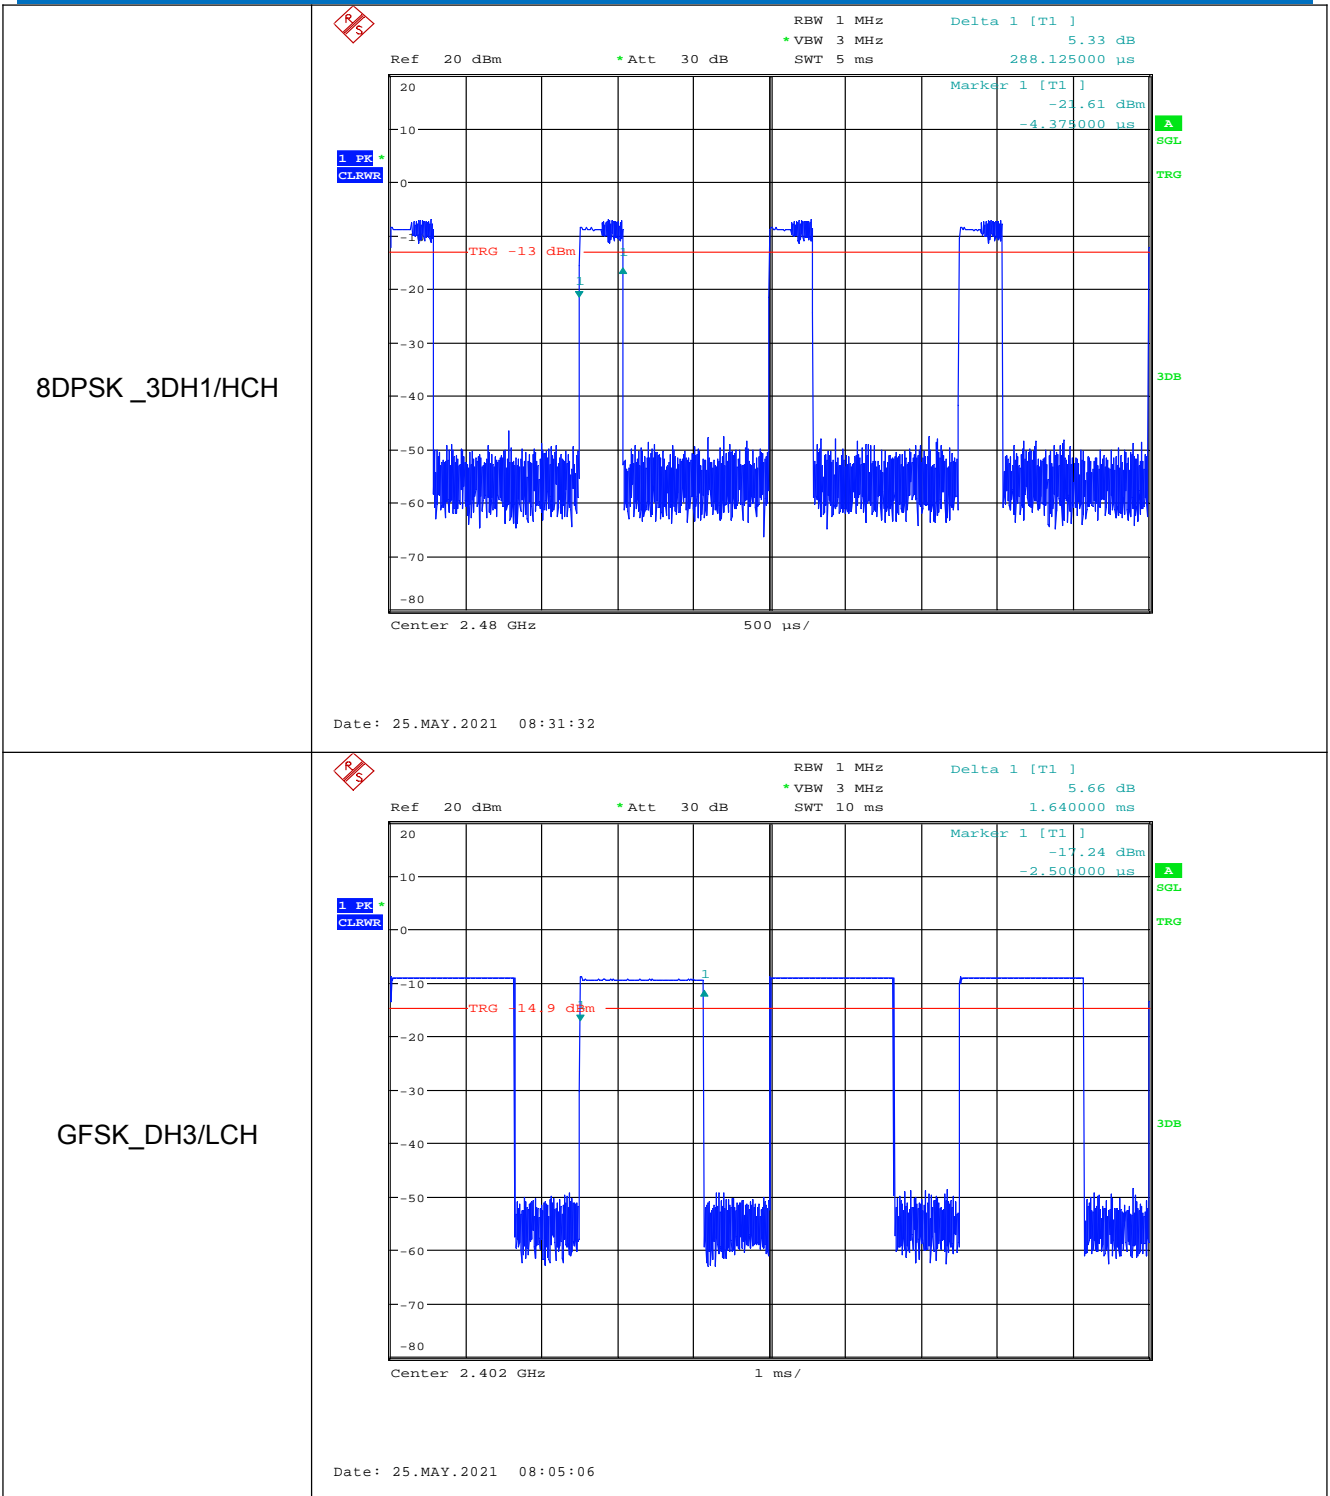 8DPSK _3DH1/HCH
R S
RBW 1 MHz
Delta 1 [T1 ]
* VBW 3 MHz
5.33 dB
Ref 20 dBm
* Att 30 dB
SWT 5 ms
288.125000 µs
20
Marker 1 [T1 ]
-21.61 dBm
-4.375000 µs
10
A
SGL
1 PK *
CLRWR
TRG
0
-1
TRG -13 dBm
1
1
-20
-30
3DB
-40
-50
-60
-70
-80
Center 2.48 GHz
500 µs/
Date: 25.MAY.2021 08:31:32
GFSK_DH3/LCH
R S
RBW 1 MHz
Delta 1 [T1 ]
* VBW 3 MHz
5.66 dB
Ref 20 dBm
* Att 30 dB
SWT 10 ms
1.640000 ms
20
Marker 1 [T1 ]
-17.24 dBm
-2.500000 µs
10
A
SGL
1 PK *
CLRWR
TRG
0
1
-10
TRG -14.9 dBm
-20
-30
3DB
-40
-50
-60
-70
-80
Center 2.402 GHz
1 ms/
Date: 25.MAY.2021 08:05:06